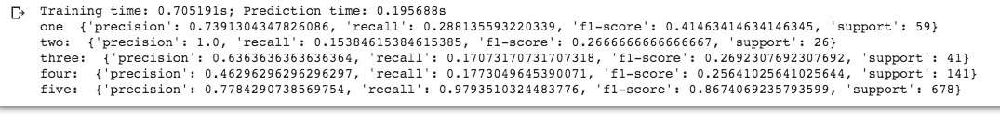 Training time: 0.705191s; Prediction time: 0.195688s
one  {'precision': 0.7391304347826086, 'recall': 0.288135593220339, 'f1-score': 0.41463414634146345, 'support': 59}
two:  {'precision': 1.0, 'recall': 0.15384615384615385, 'f1-score': 0.2666666666666667, 'support': 26}
three:  {'precision': 0.6363636363636364, 'recall': 0.17073170731707318, 'f1-score': 0.2692307692307692, 'support': 41}
four:  {'precision': 0.46296296296296297, 'recall': 0.1773049645390071, 'f1-score': 0.25641025641025644, 'support': 141}
five:  {'precision': 0.7784290738569754, 'recall': 0.9793510324483776, 'f1-score': 0.8674069235793599, 'support': 678}